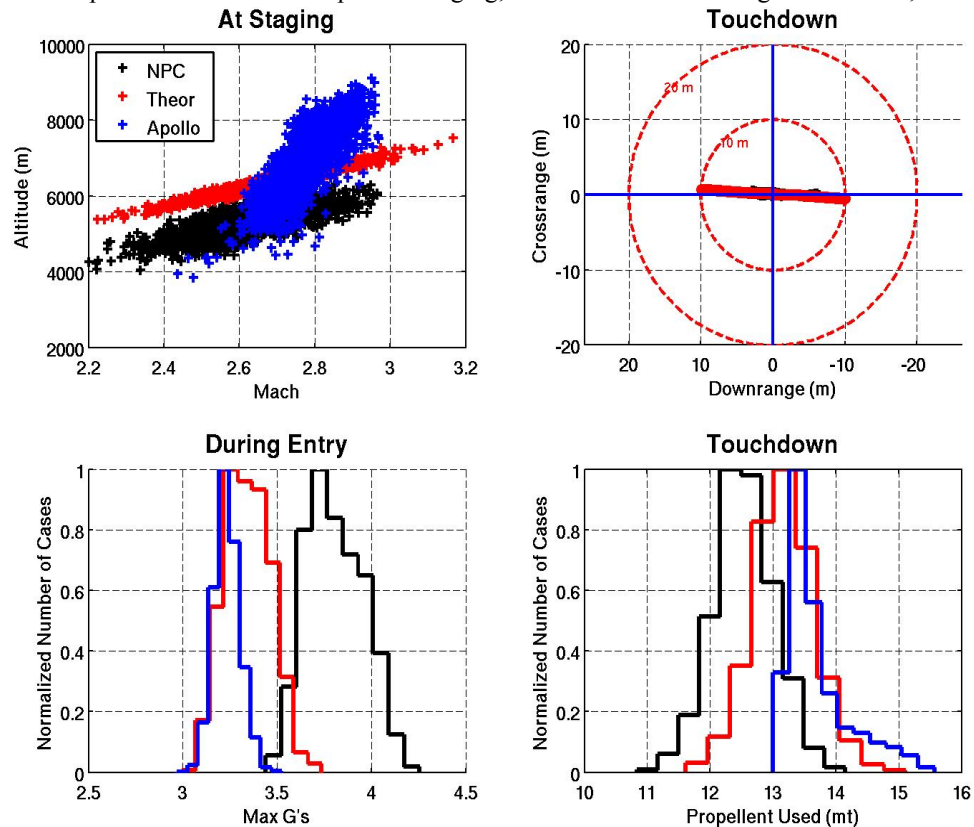 At Staging
Touchdown
10000
8000
6000
4000
2000
Altitude (m)
NPC
Theor
Apollo
2.2 2.4 2.6 2.8 3 3.2
Mach
20
10
0
-10
-20
Crossrange (m)
20 m
10 m
20 10 0 -10 -20
Downrange (m)
During Entry
Touchdown
1
0.8
0.6
0.4
0.2
0
Normalized Number of Cases
2.5 3 3.5 4 4.5
Max G's
1
0.8
0.6
0.4
0.2
0
Normalized Number of Cases
10 11 12 13 14 15 16
Propellent Used (mt)